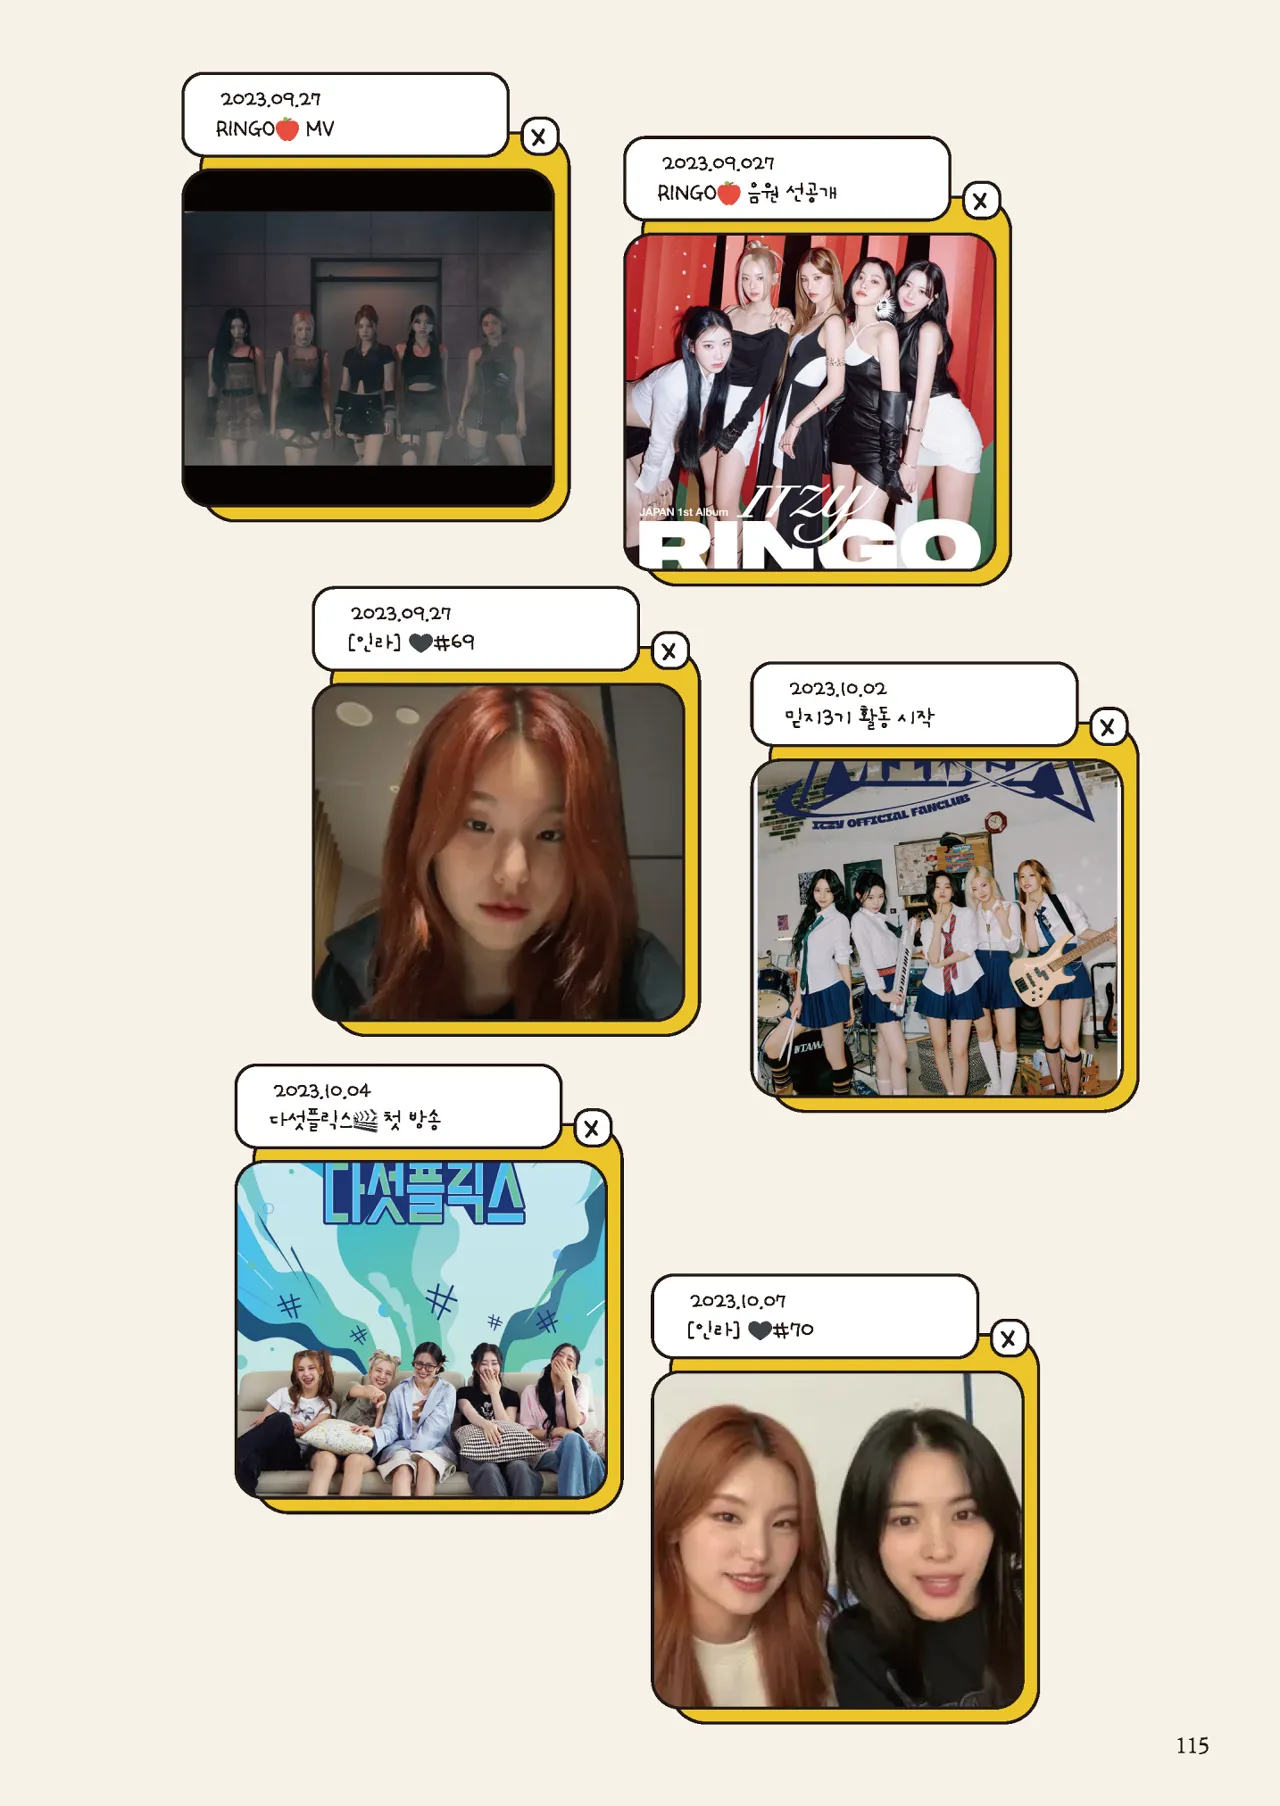 2023.09.27
RINGO🍎 MV
X
2023.09.027
RINGO🍎 음원 선공개
X
JAPAN 1st Album ITZY
RINGO
2023.09.27
[인라] 🖤#69
X
2023.10.02
믿지3기 활동 시작
X
ITZY OFFICIAL FANCLUB
TAMA
2023.10.04
다섯플릭스🎬 첫 방송
X
다섯플릭스
# # # # #
2023.10.07
[인라] 🖤#70
X
115